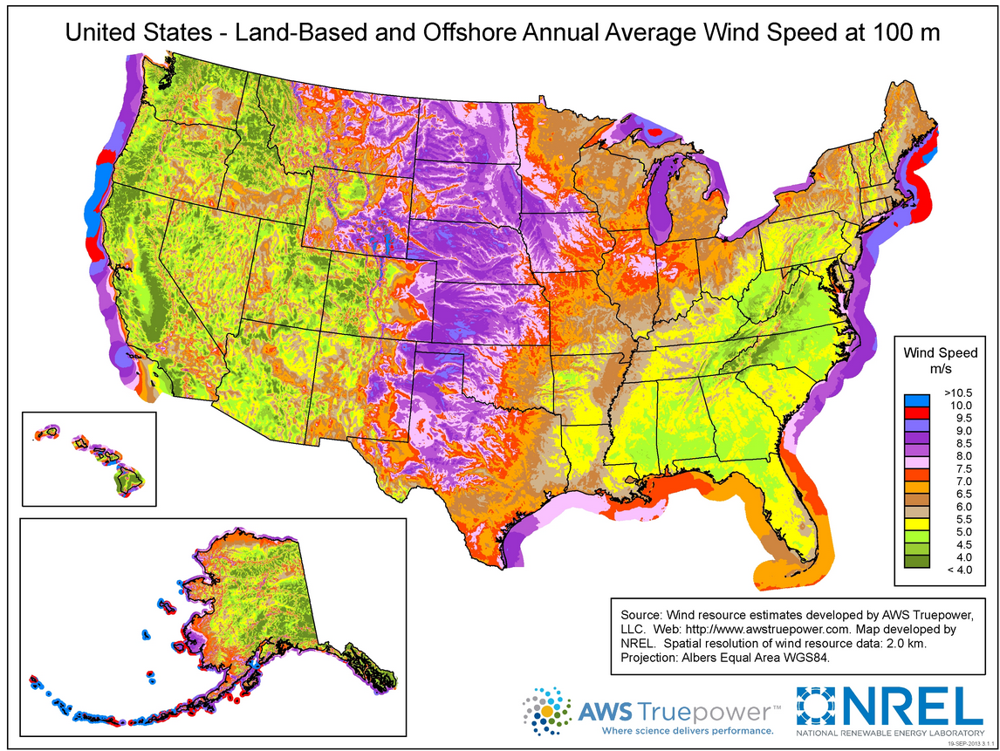 United States - Land-Based and Offshore Annual Average Wind Speed at 100 m
Wind Speed
m/s
>10.5
10.0
9.5
9.0
8.5
8.0
7.5
7.0
6.5
6.0
5.5
5.0
4.5
4.0
< 4.0
Source: Wind resource estimates developed by AWS Truepower,
LLC. Web: http://www.awstruepower.com. Map developed by
NREL. Spatial resolution of wind resource data: 2.0 km.
Projection: Albers Equal Area WGS84.
AWS Truepower™
Where science delivers performance.
NREL
NATIONAL RENEWABLE ENERGY LABORATORY
19-SEP-2013 3.1.1